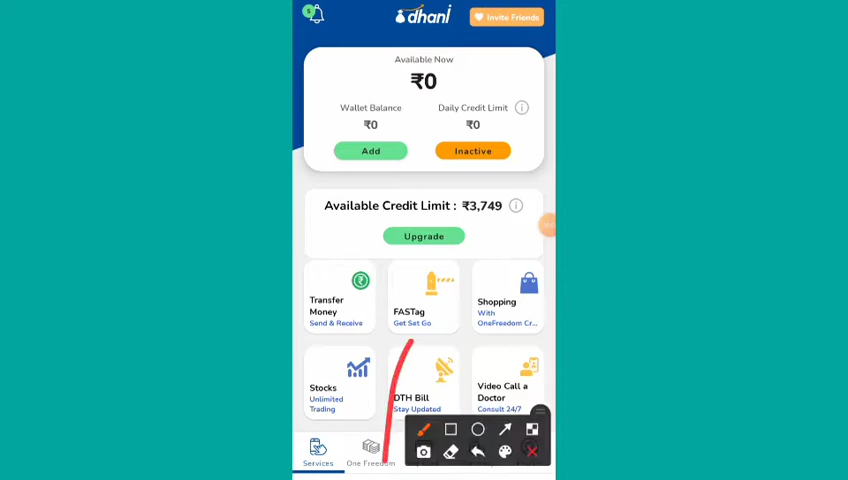 5
dhani
Invite Friends
Available Now
₹0
Wallet Balance
Daily Credit Limit
₹0
₹0
Add
Inactive
Available Credit Limit : ₹3,749
Upgrade
Transfer
Money
Send & Receive
FASTag
Get Set Go
Shopping
With
OneFreedom Cr...
Stocks
Unlimited
Trading
DTH Bill
Stay Updated
Video Call a
Doctor
Consult 24/7
Services
One Freedom